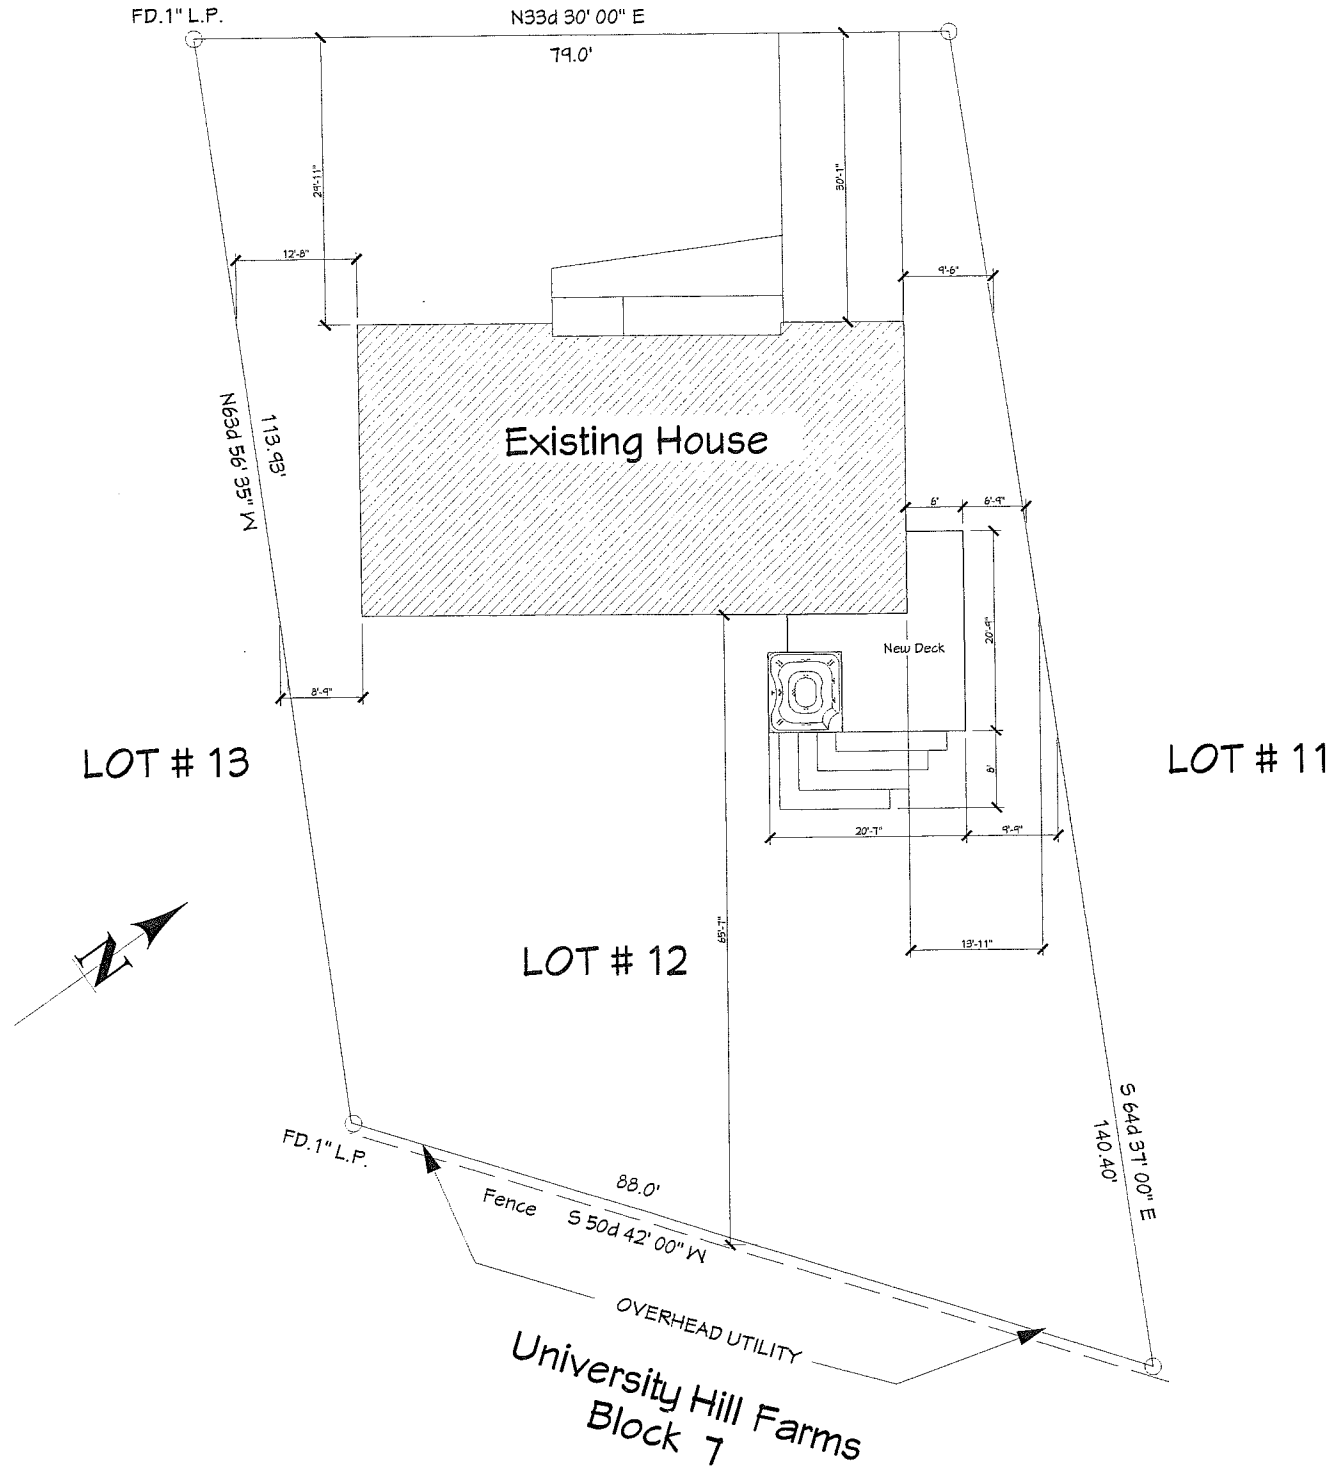 FD.1" L.P.
N33d 30' 00" E
79.0'
29'-11"
30'-1"
12'-8"
9'-6"
N63d 56' 35" W
113.93'
Existing House
6'
6'-9"
20'-9"
New Deck
8'-9"
LOT # 13
LOT # 11
8'
20'-7"
9'-9"
N
LOT # 12
65'-7"
13'-11"
S 64d 37' 00" E
140.40'
FD.1" L.P.
88.0'
Fence
S 50d 42' 00" W
OVERHEAD UTILITY
University Hill Farms
Block 7